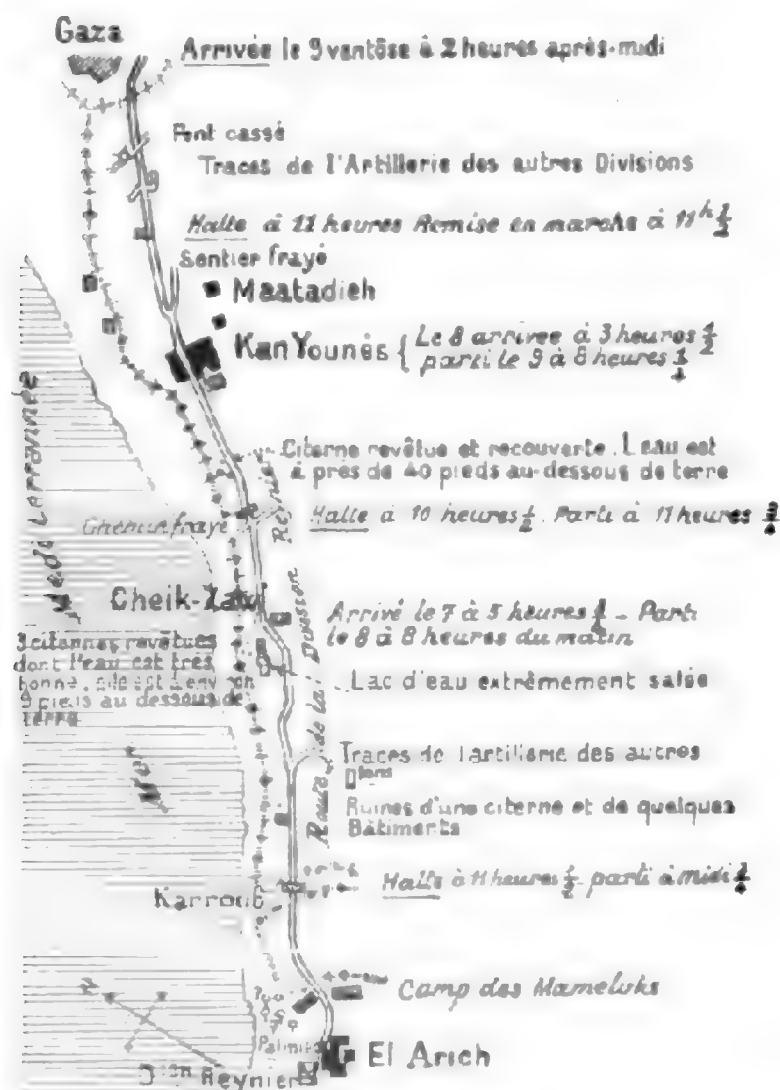 Gaza
Arrivée le 9 ventôse à 2 heures après-midi
Pont cassé
Traces de l'Artillerie des autres Divisions
Halte à 11 heures Remise en marche à 11h ½
Sentier frayé
Maatadieh
Kan Younès
Le 8 arrivée à 3 heures ½
parti le 9 à 8 heures ¼
Citerne revêtue et recouverte. L'eau est
à près de 40 pieds au-dessous de terre
Chemin frayé
Halte à 10 heures ½. Parti à 11 heures
Cheik-
Arrivé le 7 à 5 heures Parti
le 8 à 8 heures du matin
3 citernes revêtues
dont l'eau est très
bonne, elle est à environ
9 pieds au dessous de
terre
Lac d'eau extrêmement salée
Route de la Division Reynier
Traces de l'artillerie des autres
Dions
Ruines d'une citerne et de quelques
Bâtiments
Mer
Karroub
Halte à 11 heures ½ parti à midi
Camp des Mameluks
Palmiers
El Arich
Dion Reynier